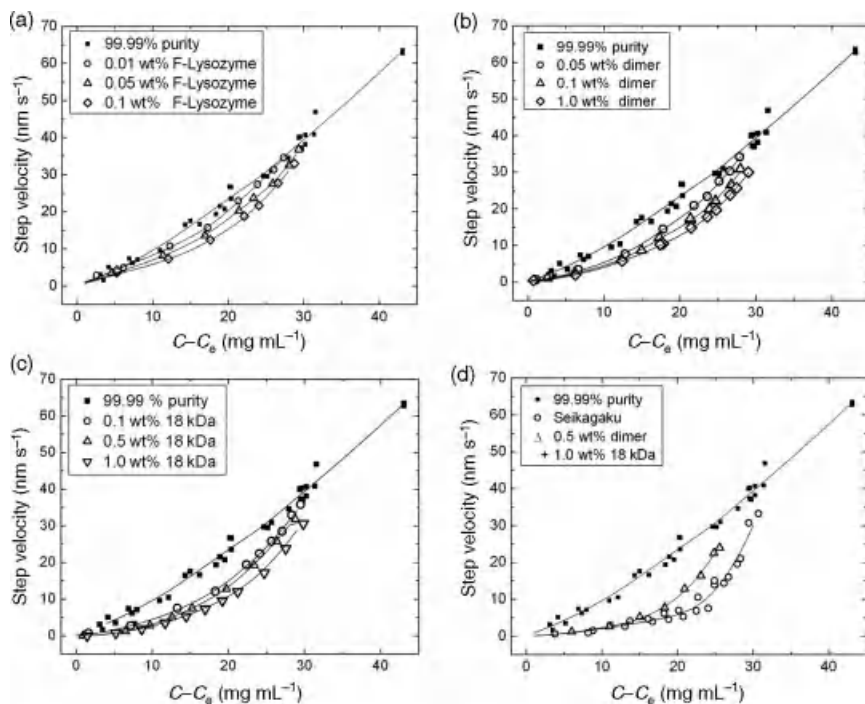 (a)
70
60
50
40
30
20
10
0
Step velocity (nm s⁻¹)
99.99% purity
0.01 wt% F-Lysozyme
0.05 wt% F-Lysozyme
0.1 wt% F-Lysozyme
0 10 20 30 40
C–Cₑ (mg mL⁻¹)
(b)
70
60
50
40
30
20
10
0
Step velocity (nm s⁻¹)
99.99% purity
0.05 wt% dimer
0.1 wt% dimer
1.0 wt% dimer
0 10 20 30 40
C–Cₑ (mg mL⁻¹)
(c)
70
60
50
40
30
20
10
0
Step velocity (nm s⁻¹)
99.99 % purity
0.1 wt% 18 kDa
0.5 wt% 18 kDa
1.0 wt% 18 kDa
0 10 20 30 40
C–Cₑ (mg mL⁻¹)
(d)
70
60
50
40
30
20
10
0
Step velocity (nm s⁻¹)
99.99% purity
Seikagaku
0.5 wt% dimer
1.0 wt% 18 kDa
0 10 20 30 40
C–Cₑ (mg mL⁻¹)